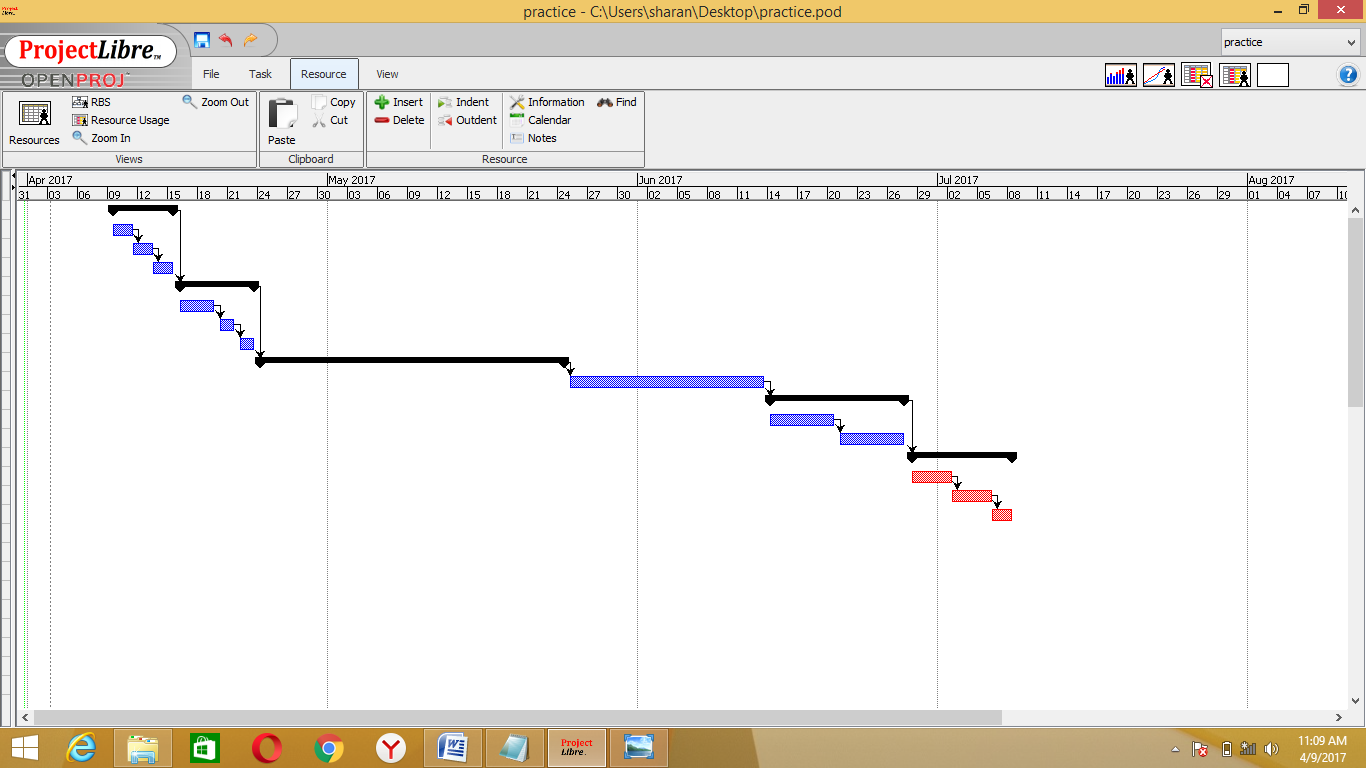 Project
Libre
practice - C:\Users\sharan\Desktop\practice.pod
ProjectLibre TM
OPENPROJ
practice
File Task Resource View
Resources
RBS
Resource Usage
Zoom In
Zoom Out
Views
Paste
Copy
Cut
Clipboard
Insert
Delete
Indent
Outdent
Information
Calendar
Notes
Find
Resource
Apr 2017 May 2017 Jun 2017 Jul 2017 Aug 2017
31 03 06 09 12 15 18 21 24 27 30 03 06 09 12 15 18 21 24 27 30 02 05 08 11 14 17 20 23 26 29 02 05 08 11 14 17 20 23 26 29 01 04 07 10
Project
Libre
11:09 AM
4/9/2017